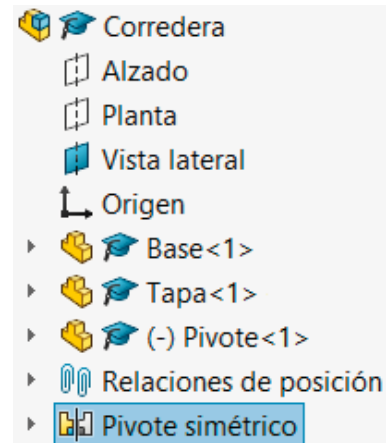 Corredera
Alzado
Planta
Vista lateral
Origen
Base<1>
Tapa<1>
(-) Pivote<1>
Relaciones de posición
Pivote simétrico